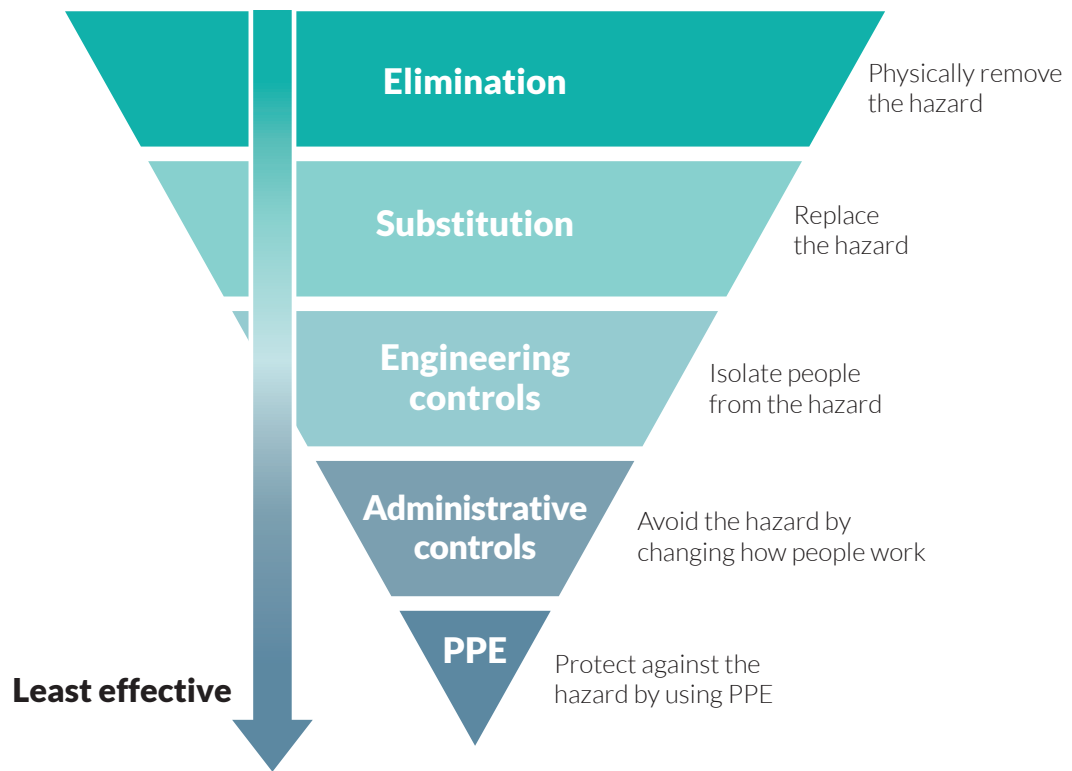 Elimination
Physically remove
the hazard
Substitution
Replace
the hazard
Engineering
controls
Isolate people
from the hazard
Administrative
controls
Avoid the hazard by
changing how people work
PPE
Protect against the
hazard by using PPE
Least effective